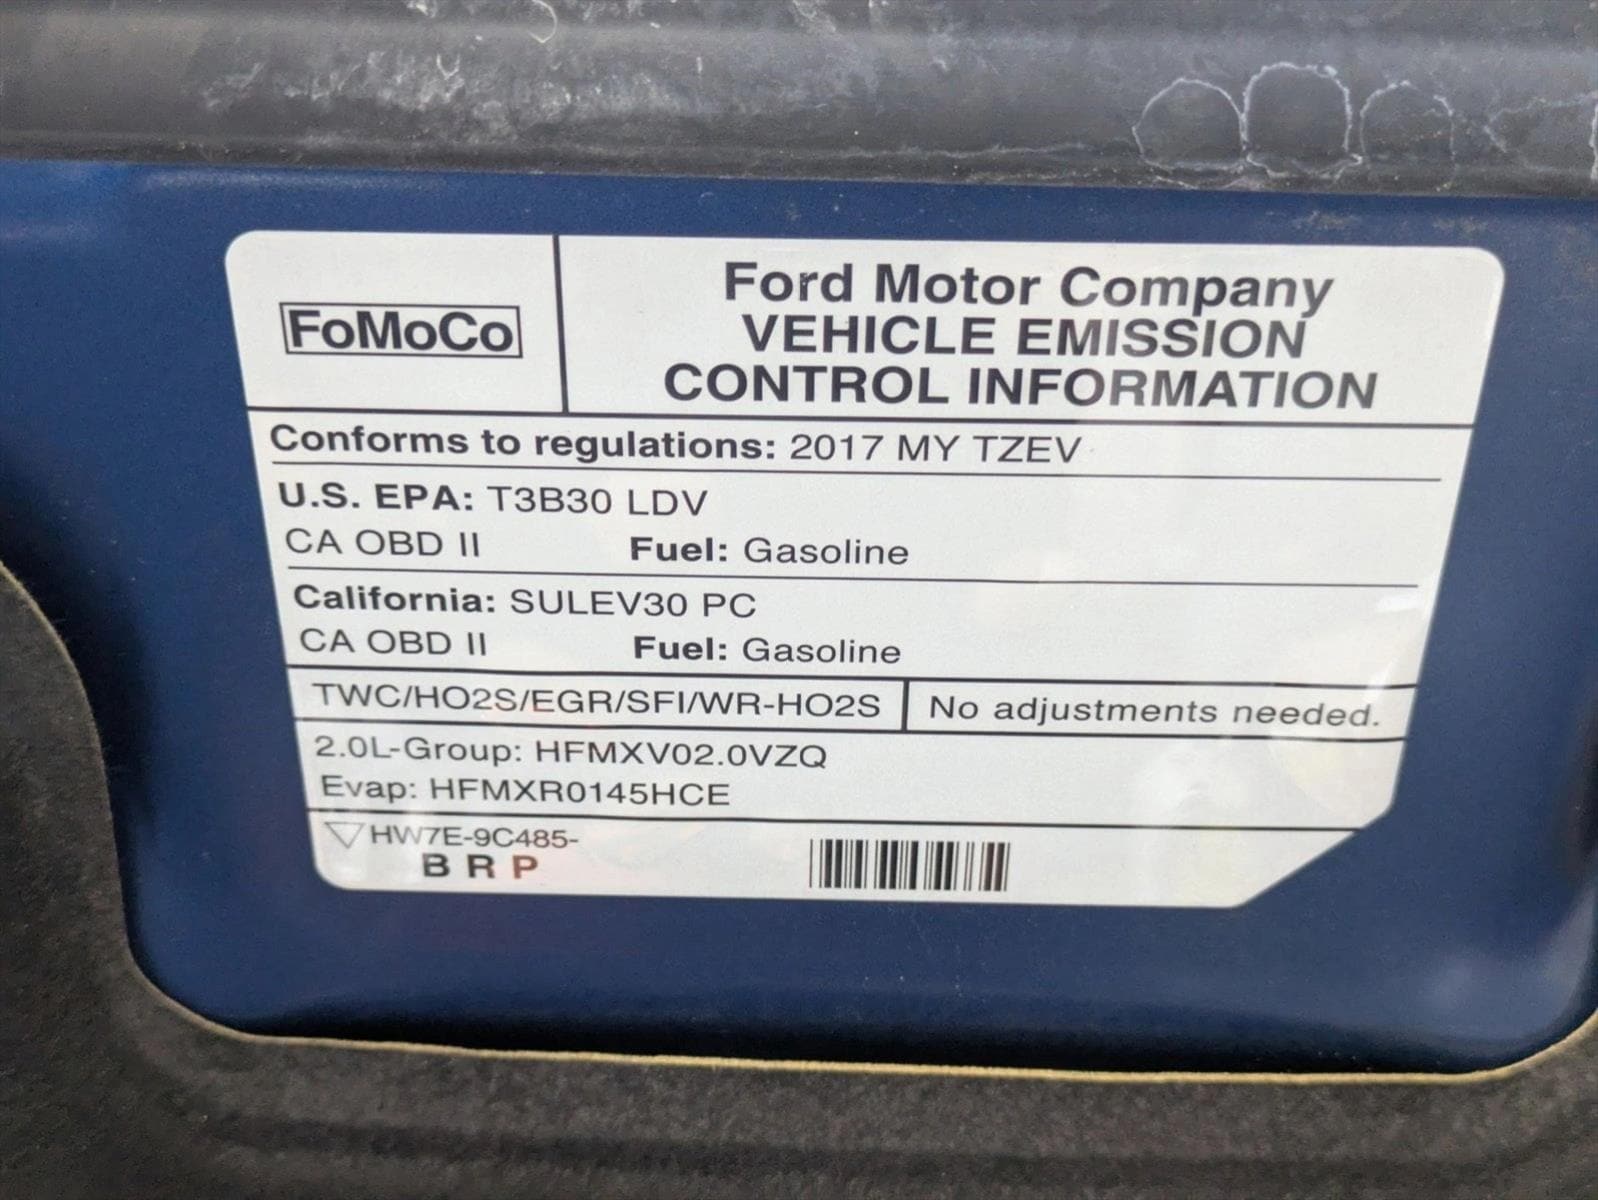 FoMoCo
Ford Motor Company
VEHICLE EMISSION
CONTROL INFORMATION
Conforms to regulations: 2017 MY TZEV
U.S. EPA: T3B30 LDV
CA OBD II Fuel: Gasoline
California: SULEV30 PC
CA OBD II Fuel: Gasoline
TWC/HO2S/EGR/SFI/WR-HO2S No adjustments needed.
2.0L-Group: HFMXV02.0VZQ
Evap: HFMXR0145HCE
HW7E-9C485-
B R P